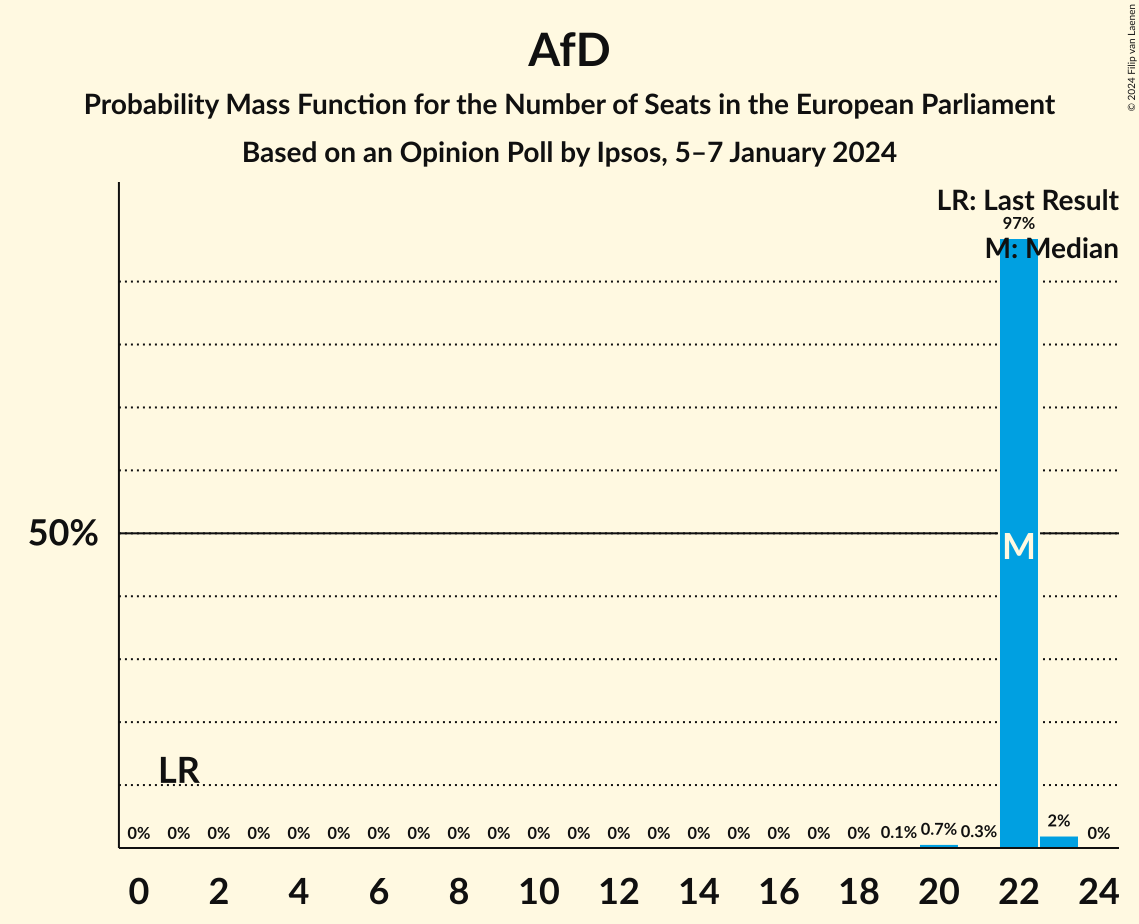 AfD
Probability Mass Function for the Number of Seats in the European Parliament
Based on an Opinion Poll by Ipsos, 5–7 January 2024
© 2024 Filip van Laenen
LR: Last Result
97%
M: Median
50%
M
LR
0% 0% 0% 0% 0% 0% 0% 0% 0% 0% 0% 0% 0% 0% 0% 0% 0% 0% 0% 0.1% 0.7% 0.3% 2% 0%
0 2 4 6 8 10 12 14 16 18 20 22 24